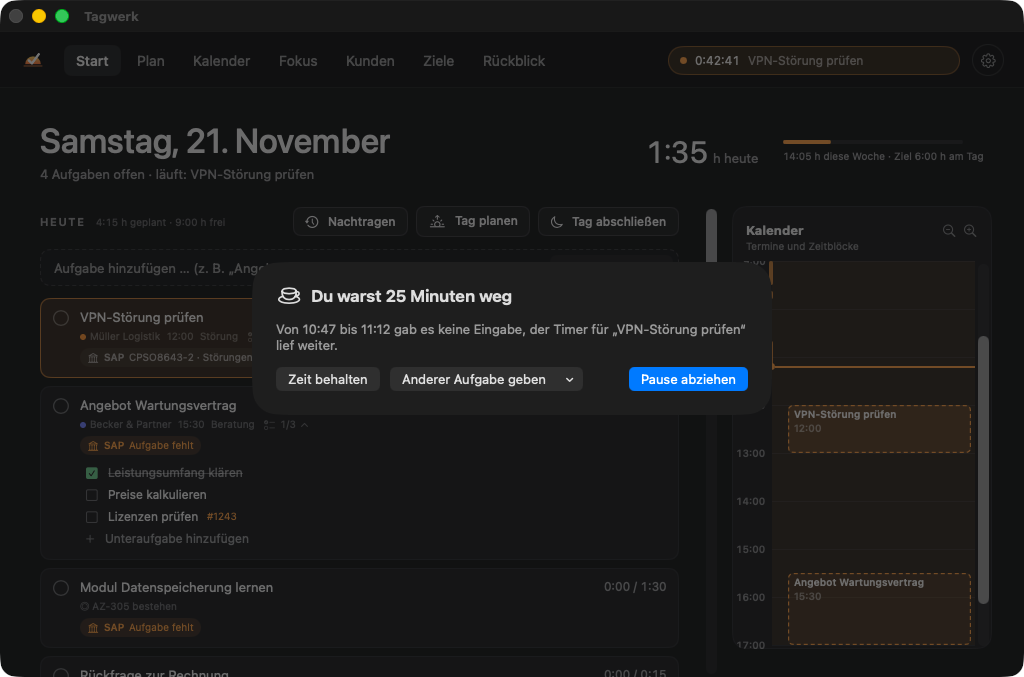 Tagwerk
Start
Plan
Kalender
Fokus
Kunden
Ziele
Rückblick
0:42:41 VPN-Störung prüfen
Samstag, 21. November
4 Aufgaben offen · läuft: VPN-Störung prüfen
1:35 h heute
14:05 h diese Woche · Ziel 6:00 h am Tag
HEUTE 4:15 h geplant · 9:00 h frei
Nachtragen
Tag planen
Tag abschließen
Aufgabe hinzufügen ... (z. B. „Ange
VPN-Störung prüfen
Müller Logistik 12:00 Störung
SAP CPSO8643-2 · Störungen
Du warst 25 Minuten weg
Von 10:47 bis 11:12 gab es keine Eingabe, der Timer für „VPN-Störung prüfen“
lief weiter.
Zeit behalten
Anderer Aufgabe geben
Pause abziehen
Angebot Wartungsvertrag
Becker & Partner 15:30 Beratung 1/3
SAP Aufgabe fehlt
Leistungsumfang klären
Preise kalkulieren
Lizenzen prüfen #1243
+ Unteraufgabe hinzufügen
Modul Datenspeicherung lernen 0:00 / 1:30
AZ-305 bestehen
SAP Aufgabe fehlt
Rückfrage zur Rechnung 0:00 / 0:15
Kalender
Termine und Zeitblöcke
VPN-Störung prüfen
12:00
13:00
14:00
15:00
Angebot Wartungsvertrag
15:30
16:00
17:00